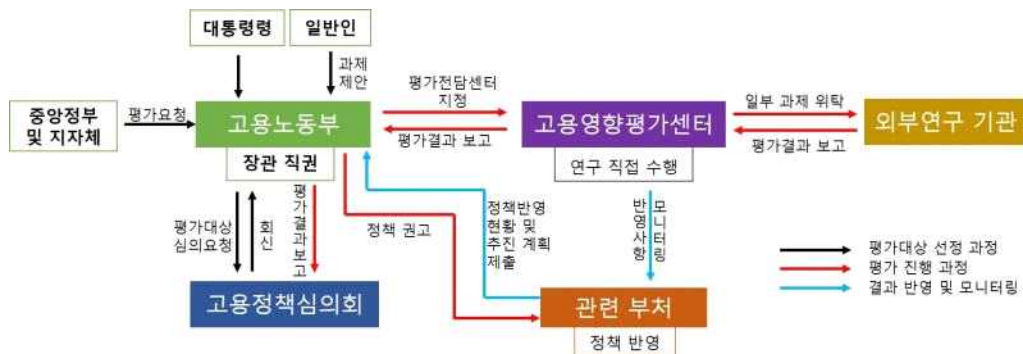 대통령령
일반인
과제
제안
중앙정부
및 지자체
평가요청
고용노동부
장관 직권
평가전담센터
지정
평가결과 보고
고용영향평가센터
연구 직접 수행
일부 과제 위탁
평가결과 보고
외부연구 기관
평가대상
심의요청
회신
평가결과보고
정책 권고
정책반영
현황 및
추진 계획
제출
반영사항
모니터링
평가대상 선정 과정
평가 진행 과정
결과 반영 및 모니터링
고용정책심의회
관련 부처
정책 반영